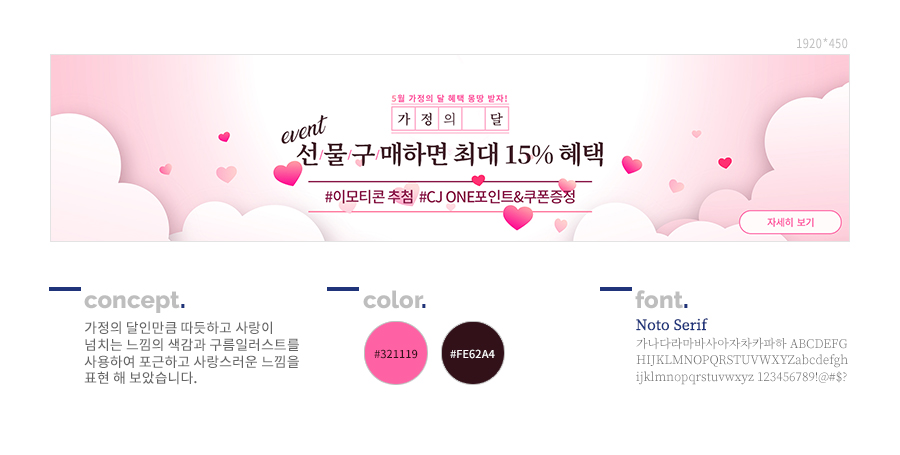 1920*450
5월 가정의 달 혜택 몽땅 받자!
가 정 의 달
event
선/물/구/매하면 최대 15% 혜택
#이모티콘 추첨 #CJ ONE포인트&쿠폰증정
자세히 보기
concept.
가정의 달인만큼 따듯하고 사랑이
넘치는 느낌의 색감과 구름일러스트를
사용하여 포근하고 사랑스러운 느낌을
표현 해 보았습니다.
color.
#321119
#FE62A4
font.
Noto Serif
가나다라마바사아자차카파하 ABCDEFG
HIJKLMNOPQRSTUVWXYZabcdefgh
ijklmnopqrstuvwxyz 123456789!@#$?